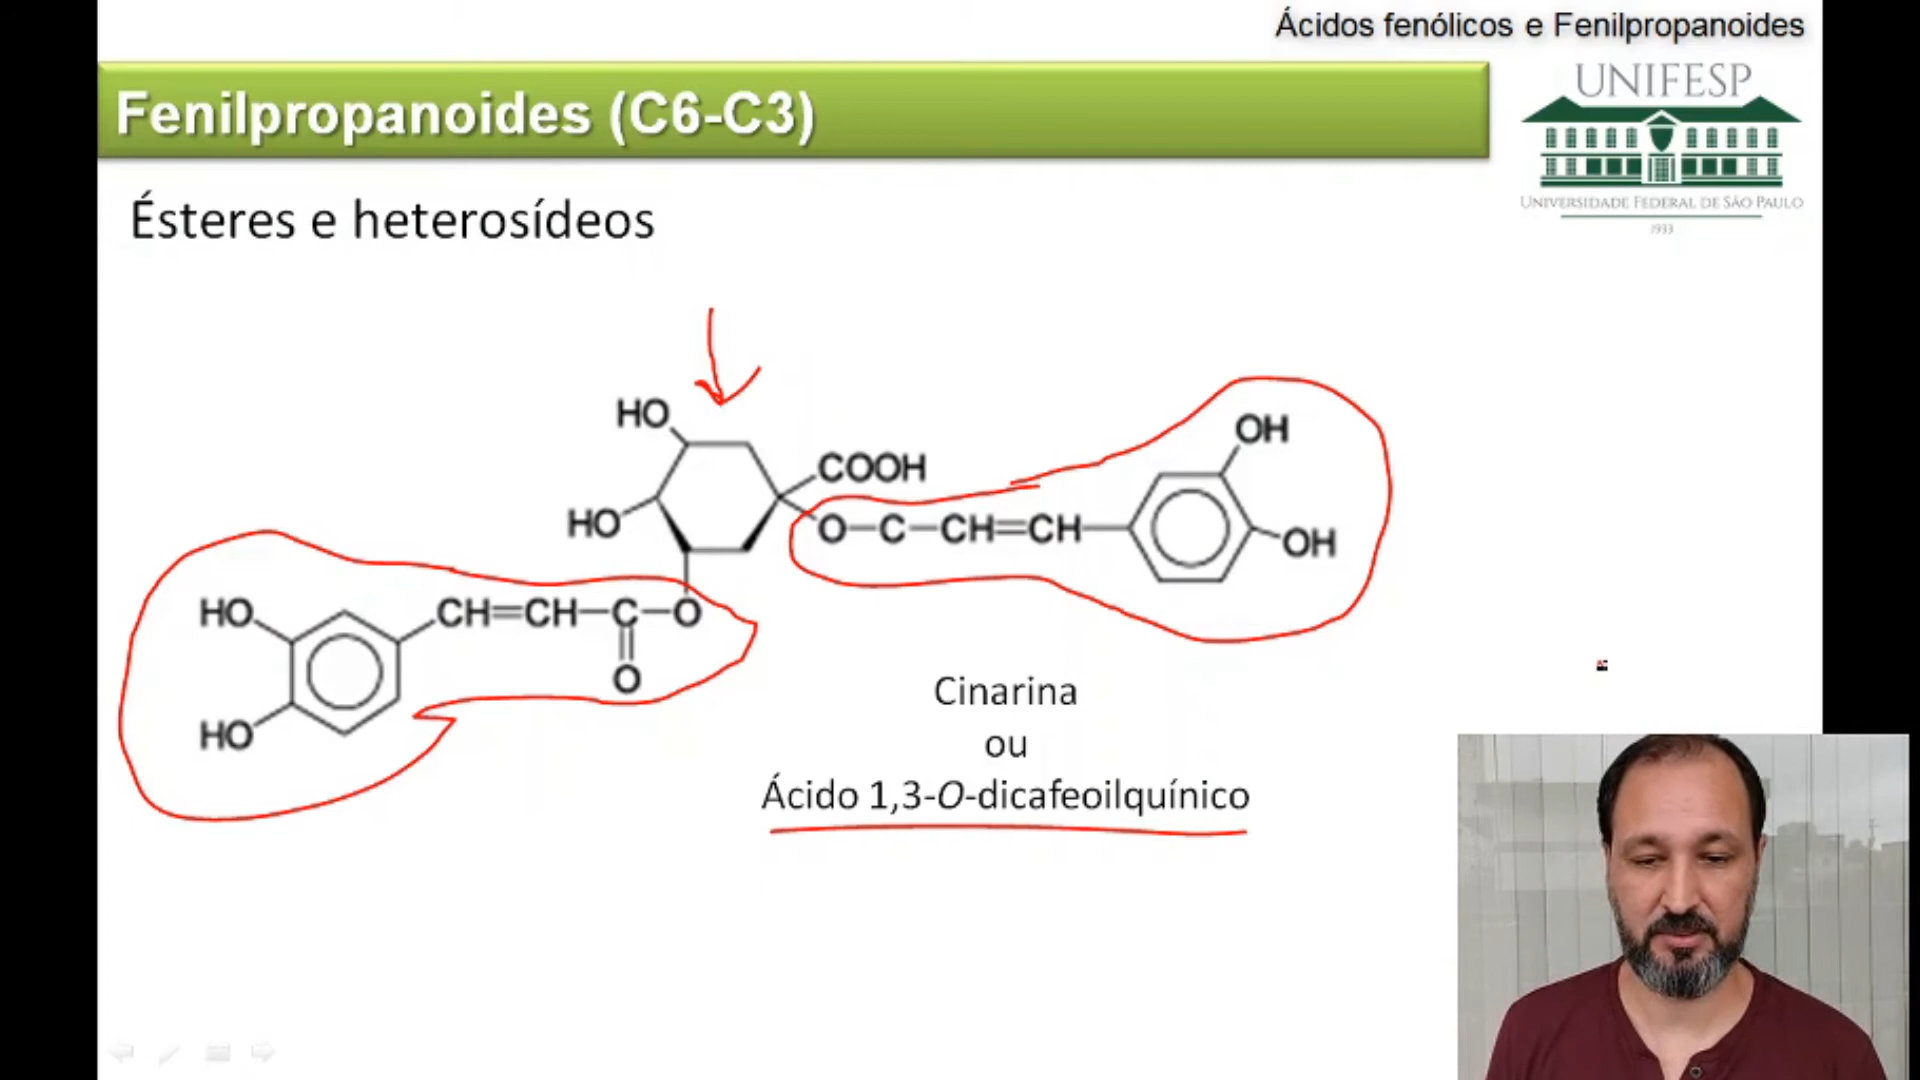 Ácidos fenólicos e Fenilpropanoides
Fenilpropanoides (C6-C3)
UNIFESP
UNIVERSIDADE FEDERAL DE SÃO PAULO
1933
Ésteres e heterosídeos
HO
COOH
HO
O—C—CH=CH
OH
OH
HO
CH=CH—C—O
O
HO
Cinarina
ou
Ácido 1,3-O-dicafeoilquínico